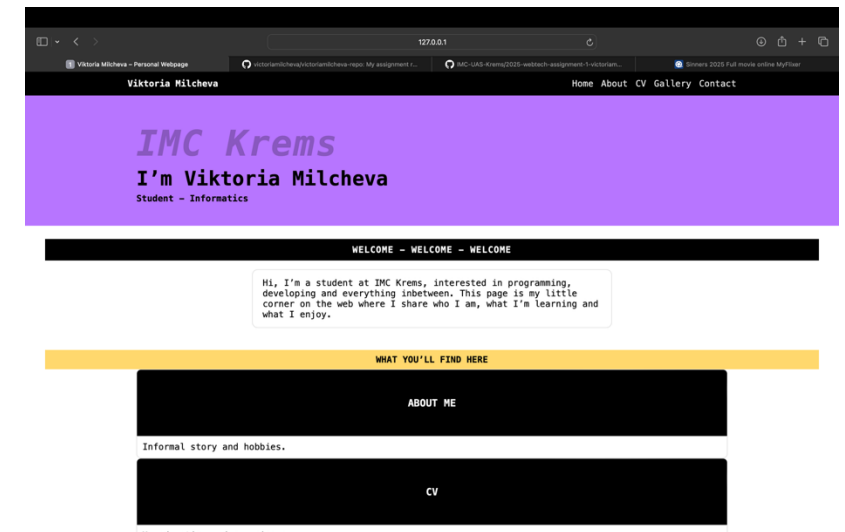 127.0.0.1
1 Viktoria Milcheva – Personal Webpage
victoriamilcheva/victoriamilcheva-repo: My assignment r...
IMC-UAS-Krems/2025-webtech-assignment-1-victoriam...
Sinners 2025 Full movie online MyFlixer
Viktoria Milcheva
Home About CV Gallery Contact
IMC Krems
I'm Viktoria Milcheva
Student – Informatics
WELCOME – WELCOME – WELCOME
Hi, I'm a student at IMC Krems, interested in programming,
developing and everything inbetween. This page is my little
corner on the web where I share who I am, what I'm learning and
what I enjoy.
WHAT YOU'LL FIND HERE
ABOUT ME
Informal story and hobbies.
CV